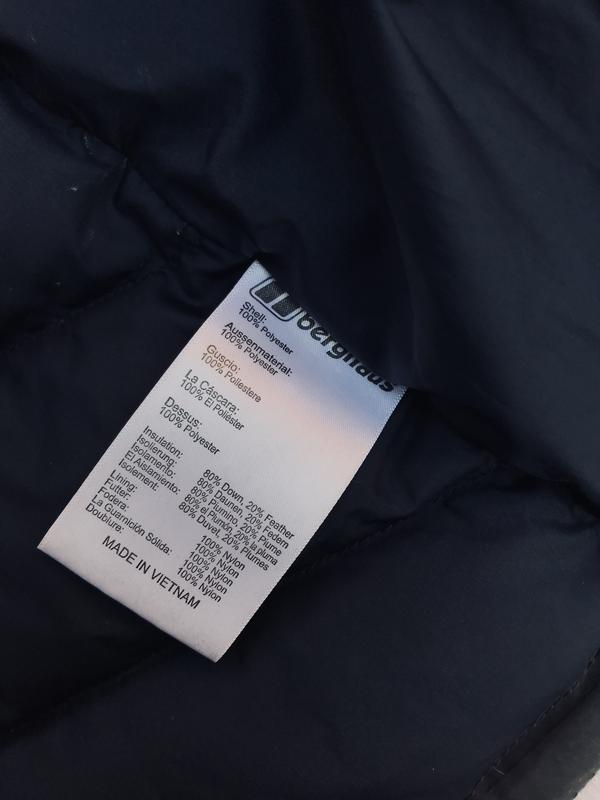 berghaus
Shell:
100% Polyester
Aussenmaterial:
100% Polyester
Guscio:
100% Poliestere
La Cáscara:
100% El Poliéster
Dessus:
100% Polyester
Insulation: 80% Down, 20% Feather
Isolierung: 80% Daunen, 20% Federn
Isolamento: 80% Plumino, 20% Piume
El Aislamiento: 80% el Plumón, 20% la pluma
Isolement: 80% Duvet, 20% Plumes
Lining: 100% Nylon
Futter: 100% Nylon
Fodera: 100% Nylon
La Guarnición Sólida: 100% Nylon
Doublure: 100% Nylon
MADE IN VIETNAM